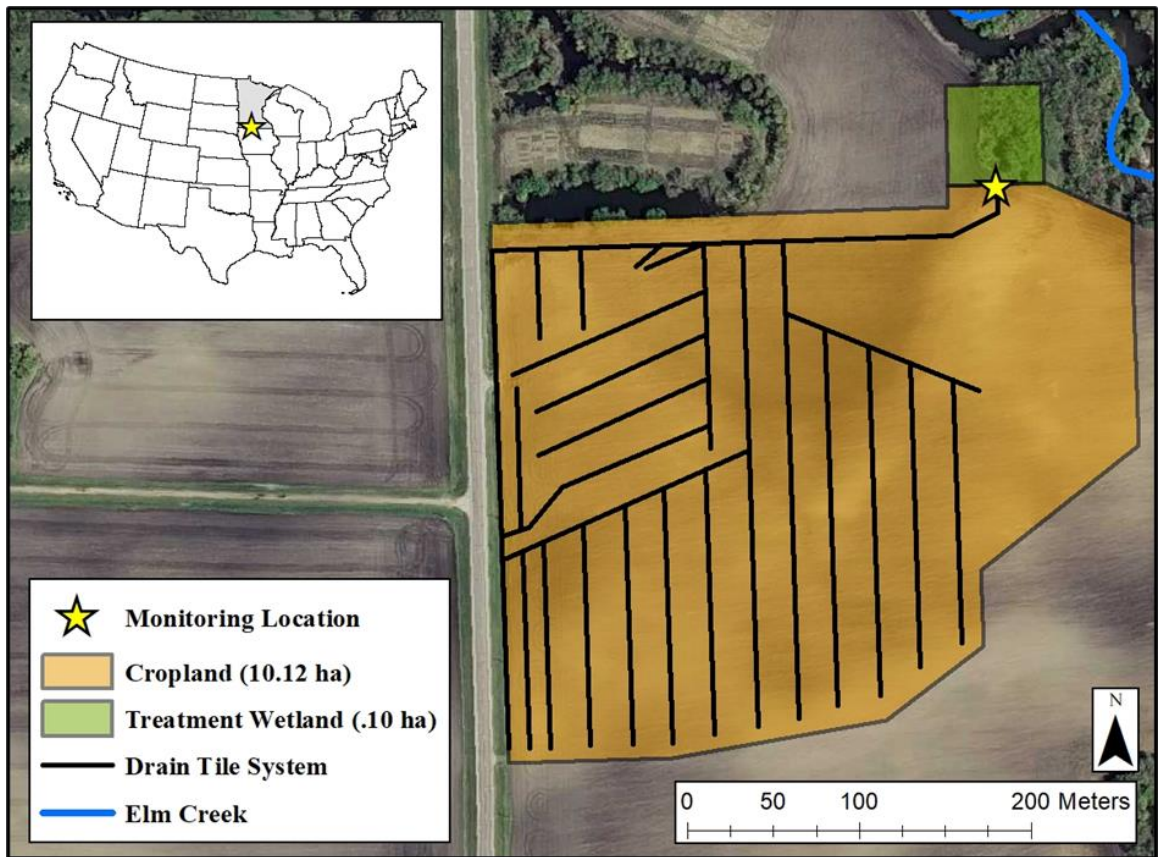 Monitoring Location
Cropland (10.12 ha)
Treatment Wetland (.10 ha)
Drain Tile System
Elm Creek
N
0 50 100 200 Meters